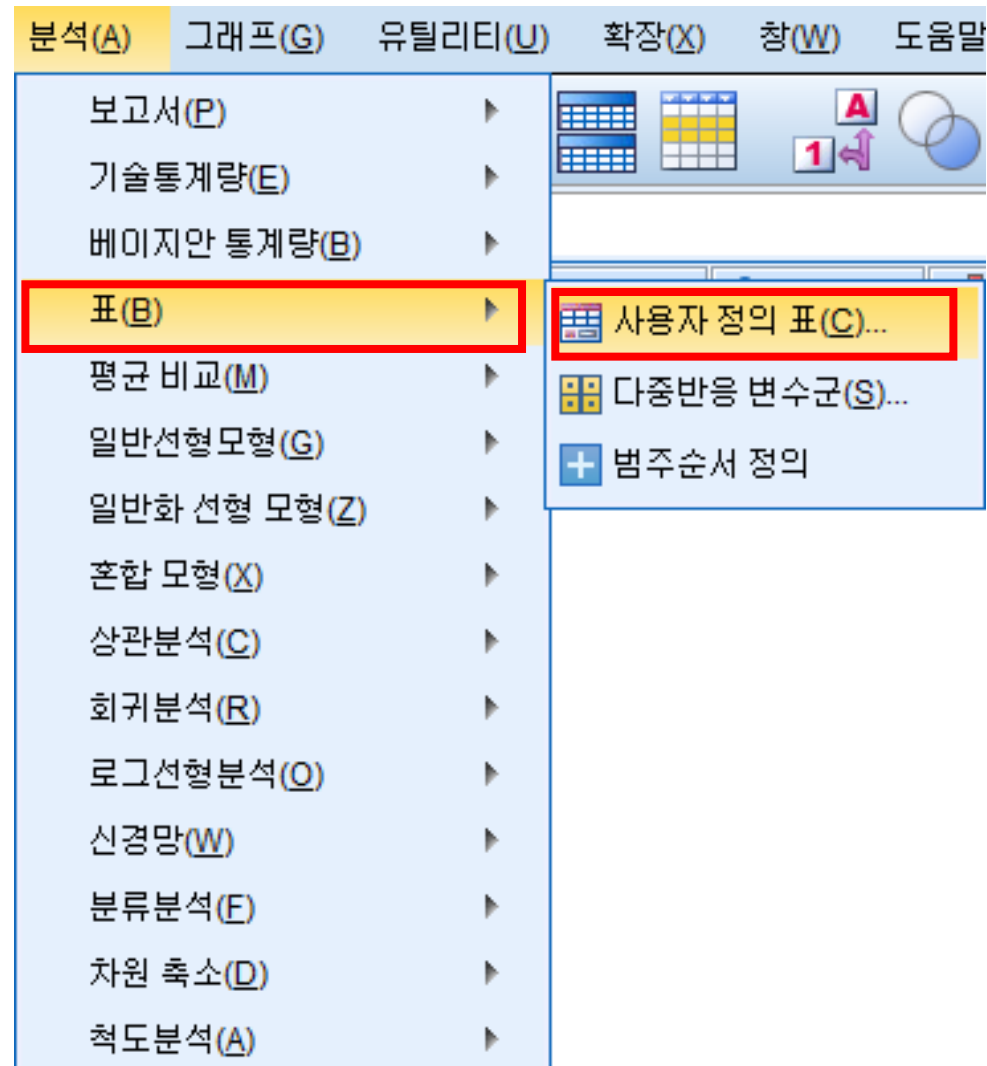 분석(A) 그래프(G) 유틸리티(U) 확장(X) 창(W) 도움말
보고서(P)
기술통계량(E)
베이지안 통계량(B)
표(B)
평균 비교(M)
일반선형모형(G)
일반화 선형 모형(Z)
혼합 모형(X)
상관분석(C)
회귀분석(R)
로그선형분석(O)
신경망(W)
분류분석(F)
차원 축소(D)
척도분석(A)
A
1
사용자 정의 표(C)...
다중반응 변수군(S)...
범주순서 정의